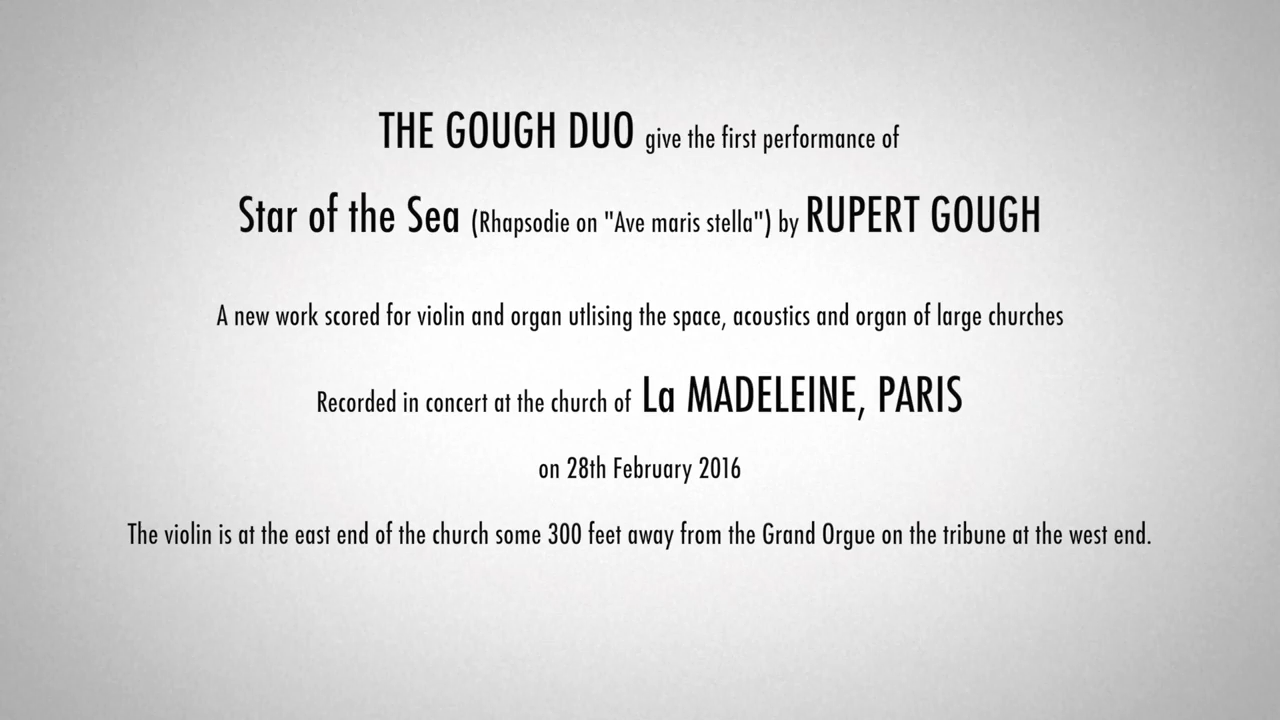 THE GOUGH DUO give the first performance of
Star of the Sea (Rhapsodie on "Ave maris stella") by RUPERT GOUGH
A new work scored for violin and organ utlising the space, acoustics and organ of large churches
Recorded in concert at the church of La MADELEINE, PARIS
on 28th February 2016
The violin is at the east end of the church some 300 feet away from the Grand Orgue on the tribune at the west end.